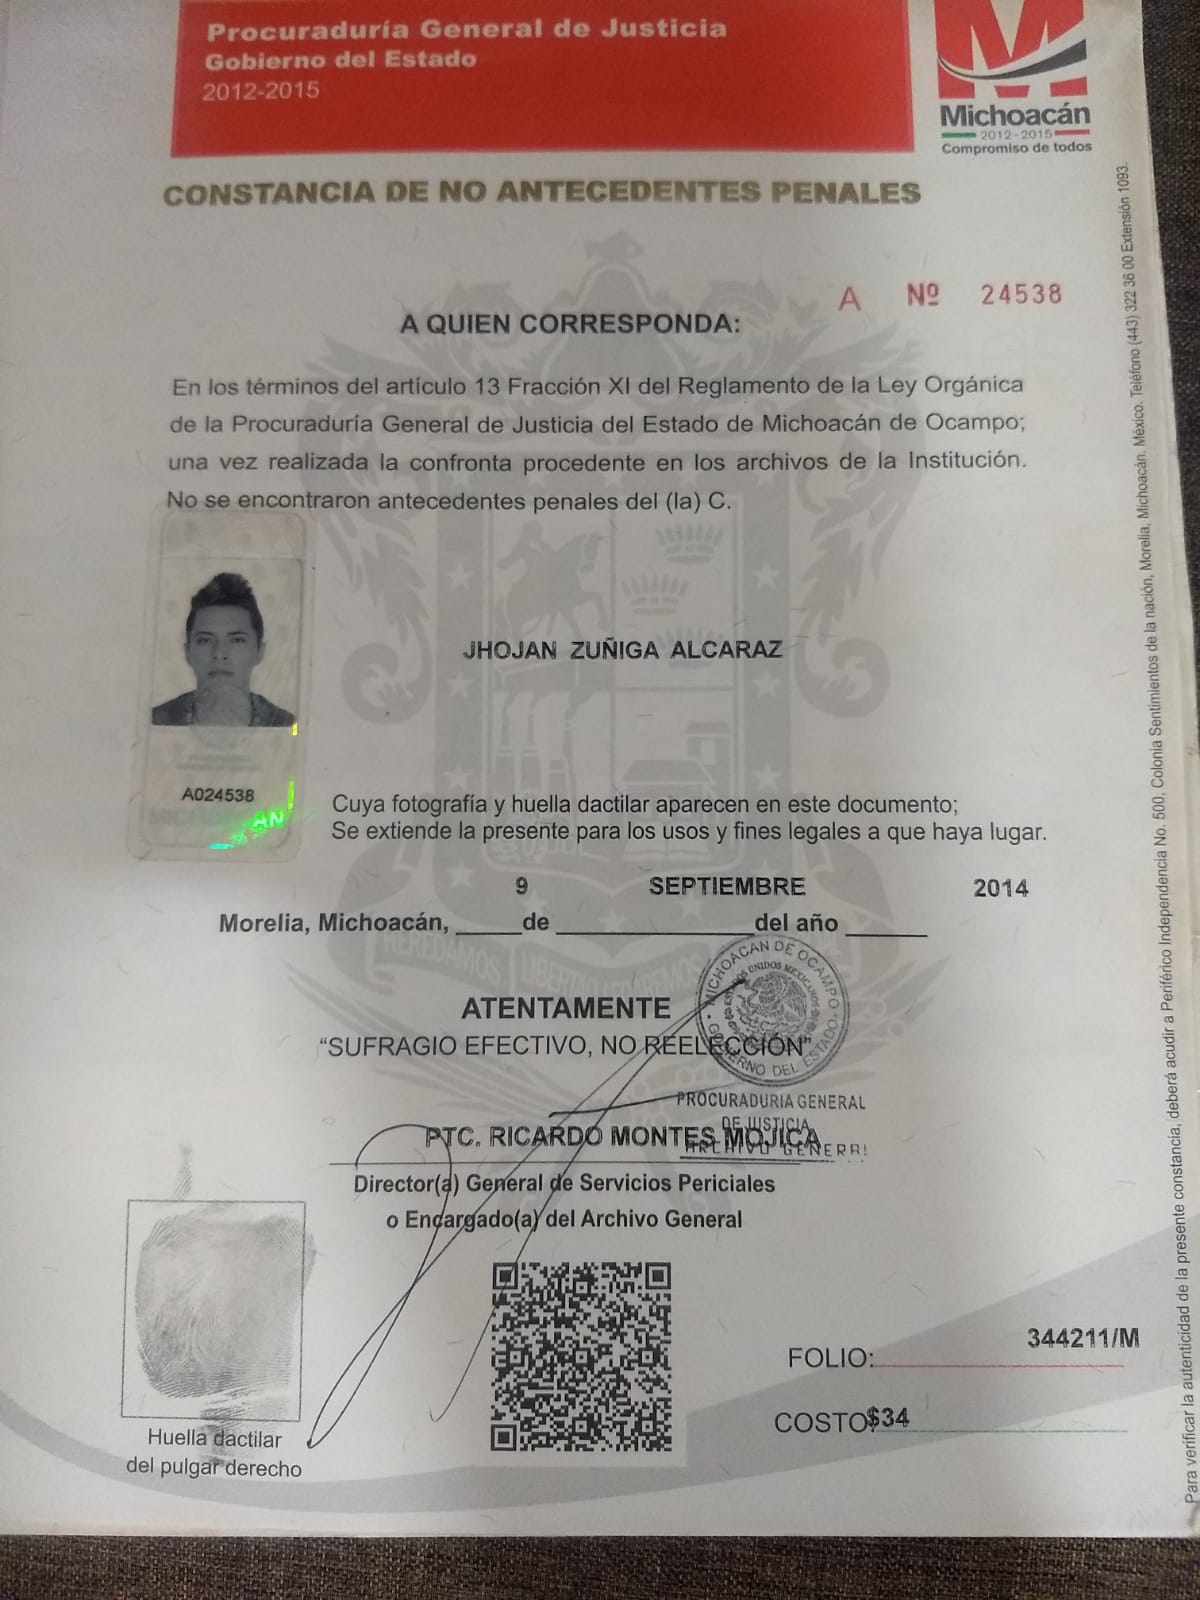 Procuraduría General de Justicia
Gobierno del Estado
2012-2015
Michoacán
2012-2015
Compromiso de todos
CONSTANCIA DE NO ANTECEDENTES PENALES
A Nº 24538
A QUIEN CORRESPONDA:
En los términos del artículo 13 Fracción XI del Reglamento de la Ley Orgánica
de la Procuraduría General de Justicia del Estado de Michoacán de Ocampo;
una vez realizada la confronta procedente en los archivos de la Institución.
No se encontraron antecedentes penales del (la) C.
JHOJAN ZUÑIGA ALCARAZ
A024538
Cuya fotografía y huella dactilar aparecen en este documento;
Se extiende la presente para los usos y fines legales a que haya lugar.
9 SEPTIEMBRE 2014
Morelia, Michoacán, _____de ______________del año ______
HEREDAMOS LIBERTAD LEGAREMOS
MICHOACAN DE OCAMPO
ESTADOS UNIDOS MEXICANOS
GOBIERNO DEL ESTADO
ATENTAMENTE
“SUFRAGIO EFECTIVO, NO REELECCIÓN”
PROCURADURIA GENERAL
DE JUSTICIA
ARCHIVO GENERAL
PTC. RICARDO MONTES MOJICA
Director(a) General de Servicios Periciales
o Encargado(a) del Archivo General
344211/M
FOLIO:
COSTO $34
Huella dactilar
del pulgar derecho
Para verificar la autenticidad de la presente constancia, deberá acudir a Periférico Independencia No. 500, Colonia Sentimientos de la nación, Morelia, Michoacán. México. Teléfono (443) 322 36 00 Extensión 1093.